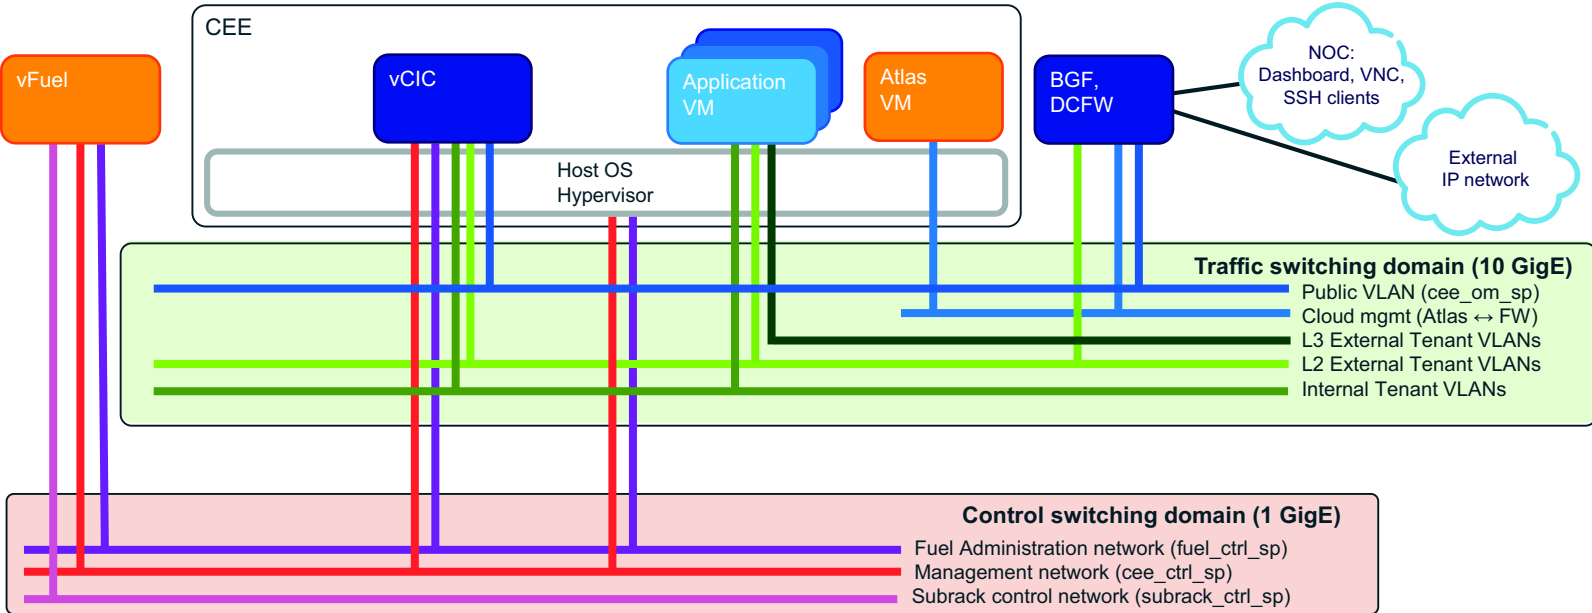 CEE
vFuel
vCIC
Application
VM
Atlas
VM
BGF,
DCFW
NOC:
Dashboard, VNC,
SSH clients
External
IP network
Host OS
Hypervisor
Traffic switching domain (10 GigE)
Public VLAN (cee_om_sp)
Cloud mgmt (Atlas ↔ FW)
L3 External Tenant VLANs
L2 External Tenant VLANs
Internal Tenant VLANs
Control switching domain (1 GigE)
Fuel Administration network (fuel_ctrl_sp)
Management network (cee_ctrl_sp)
Subrack control network (subrack_ctrl_sp)